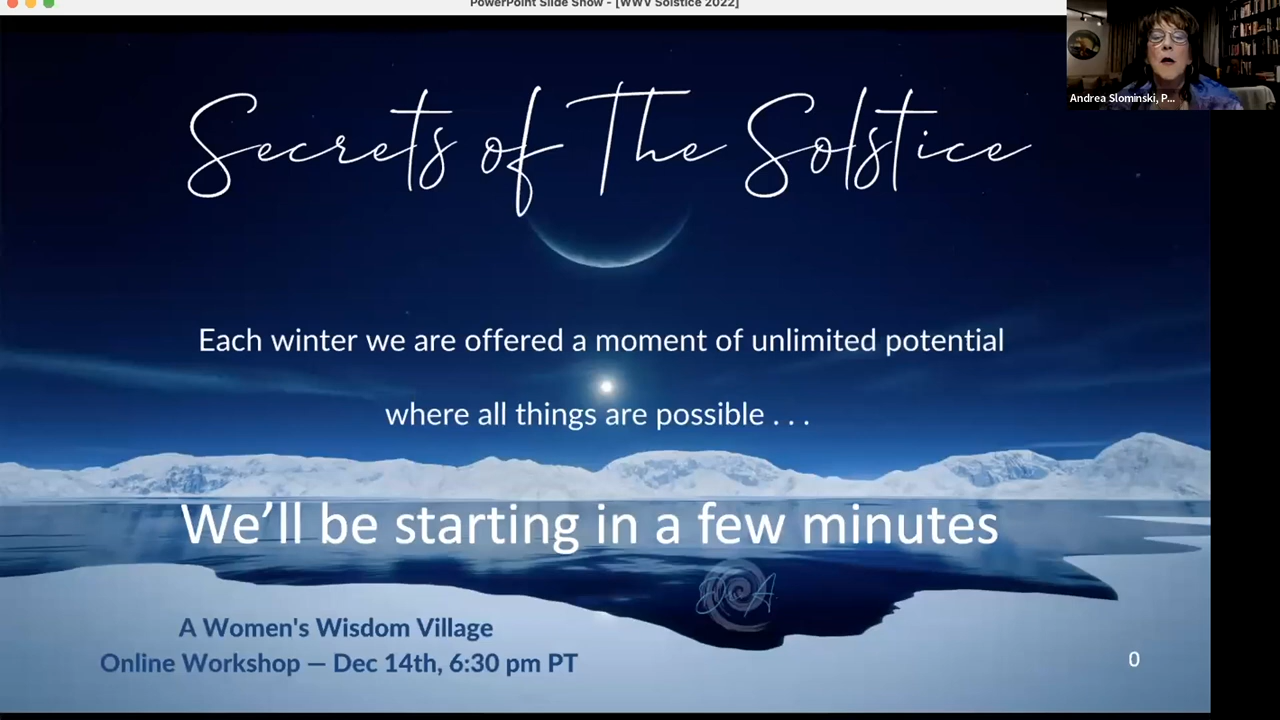 PowerPoint Slide Show - [WWV Solstice 2022]
Andrea Slominski, P...
Secrets of The Solstice
Each winter we are offered a moment of unlimited potential
where all things are possible . . .
We'll be starting in a few minutes
A Women's Wisdom Village
Online Workshop — Dec 14th, 6:30 pm PT
0